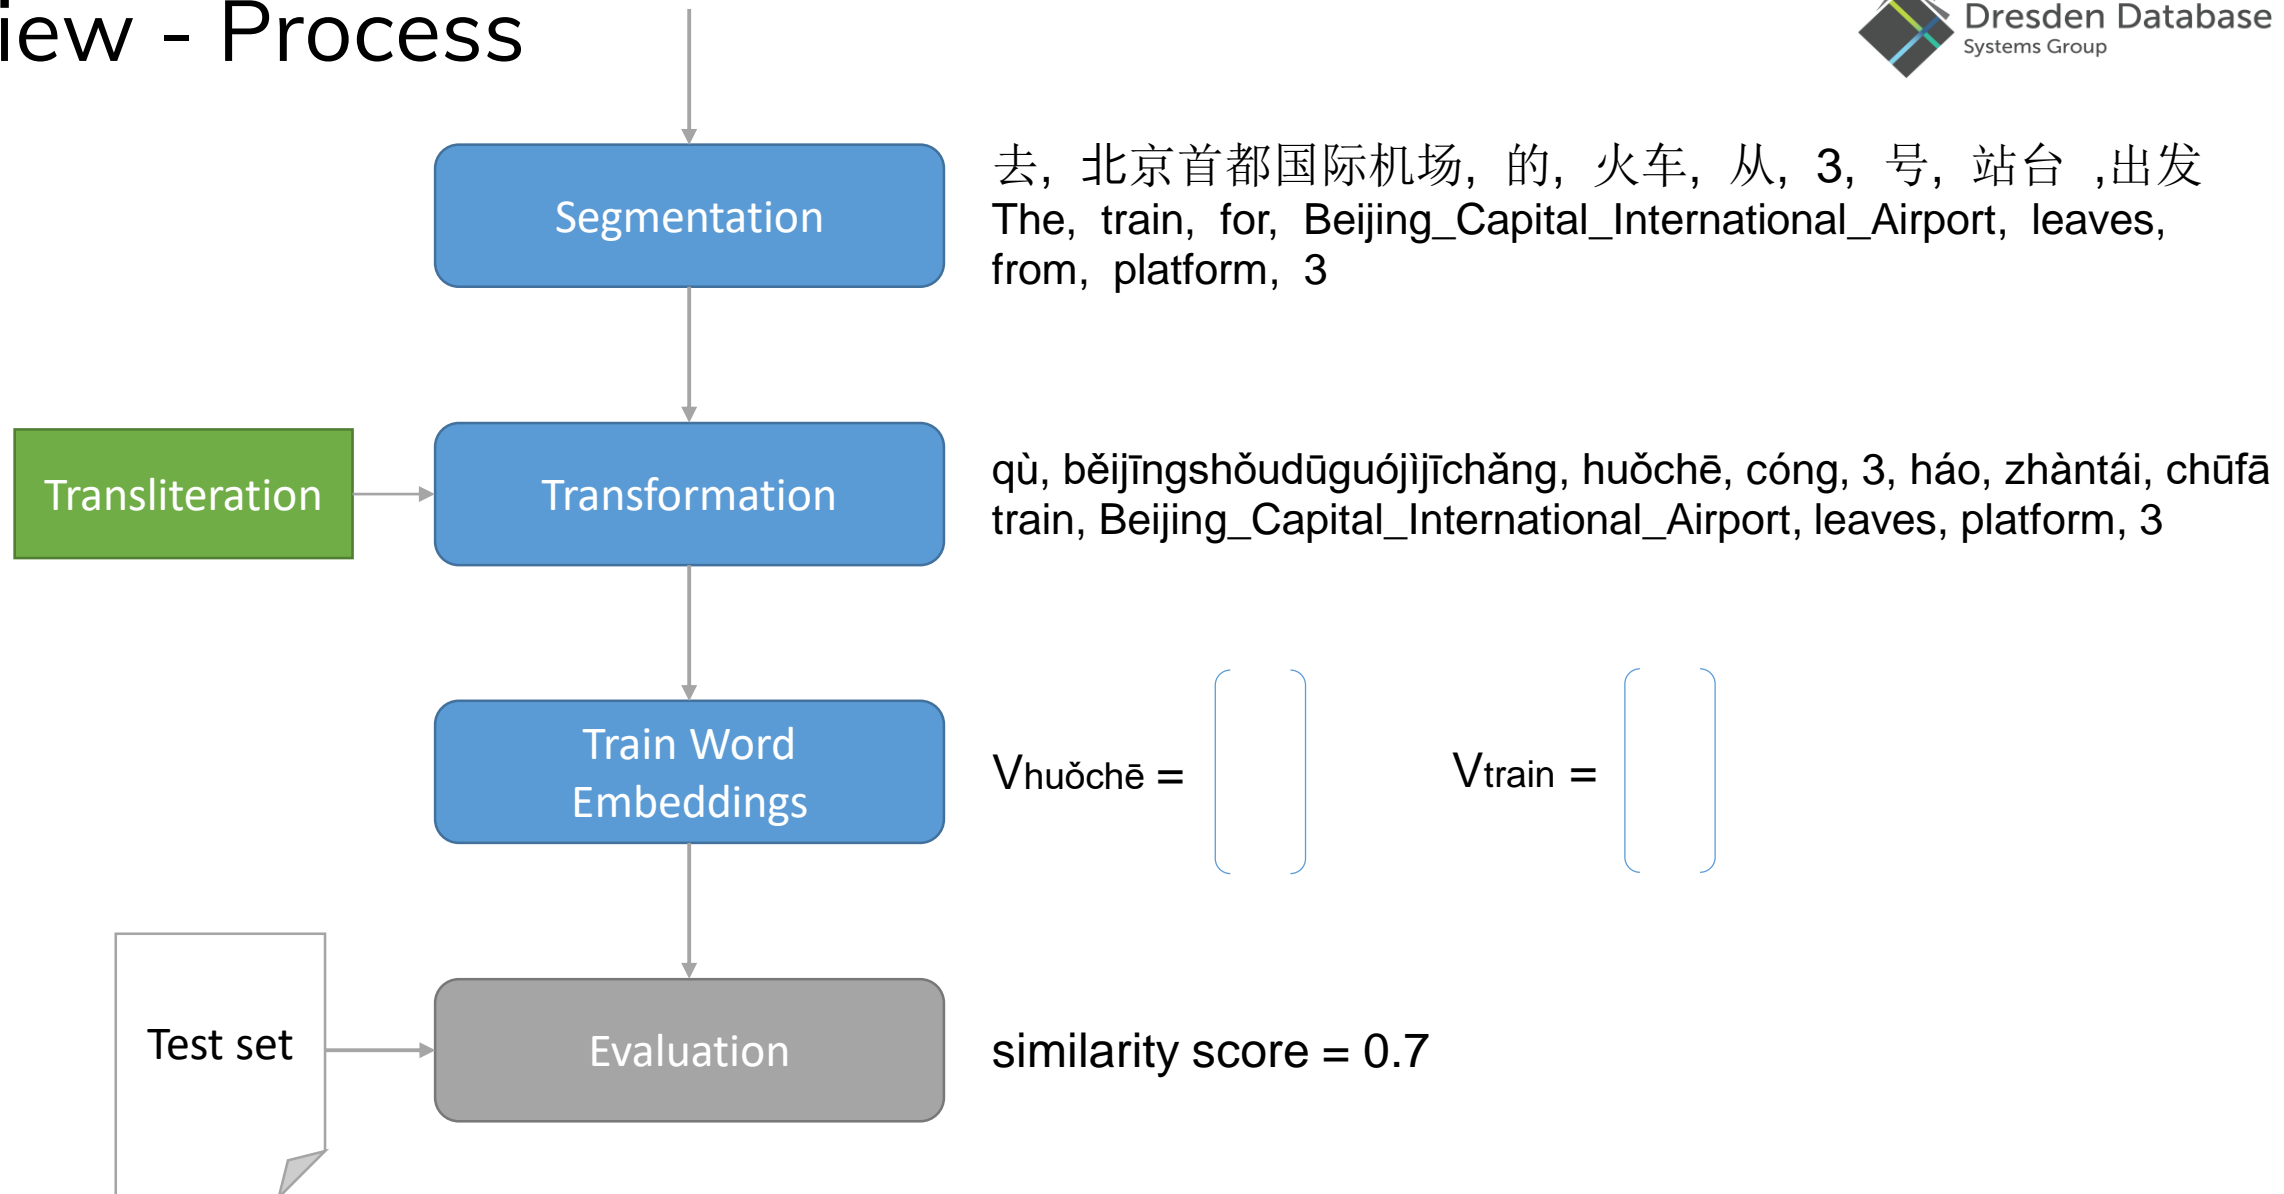 iew - Process
Dresden Database
Systems Group
Segmentation
去, 北京首都国际机场, 的, 火车, 从, 3, 号, 站台 ,出发
The, train, for, Beijing_Capital_International_Airport, leaves,
from, platform, 3
Transliteration
Transformation
qù, běijīngshǒudūguójìjīchǎng, huǒchē, cóng, 3, háo, zhàntái, chūfā
train, Beijing_Capital_International_Airport, leaves, platform, 3
Train Word
Embeddings
Vhuǒchē =
Vtrain =
Test set
Evaluation
similarity score = 0.7